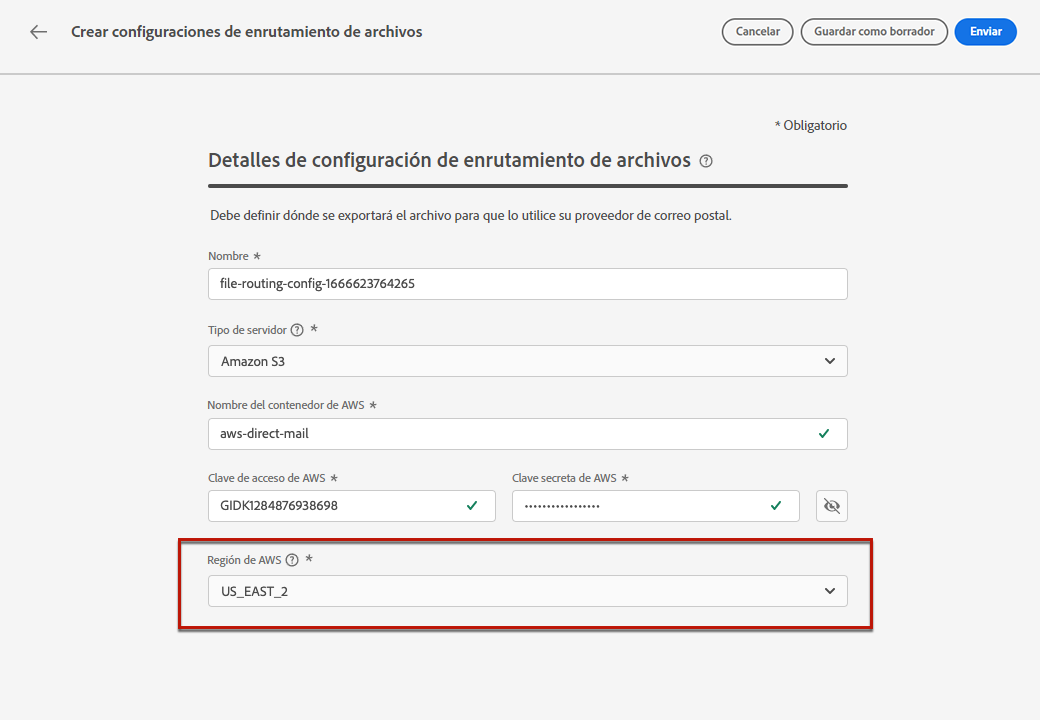 Crear configuraciones de enrutamiento de archivos
Cancelar
Guardar como borrador
Enviar
* Obligatorio
Detalles de configuración de enrutamiento de archivos ?
Debe definir dónde se exportará el archivo para que lo utilice su proveedor de correo postal.
Nombre *
file-routing-config-1666623764265
Tipo de servidor ? *
Amazon S3
Nombre del contenedor de AWS *
aws-direct-mail
Clave de acceso de AWS *
Clave secreta de AWS *
GIDK1284876938698
•••••••••••••••••
Región de AWS ? *
US_EAST_2